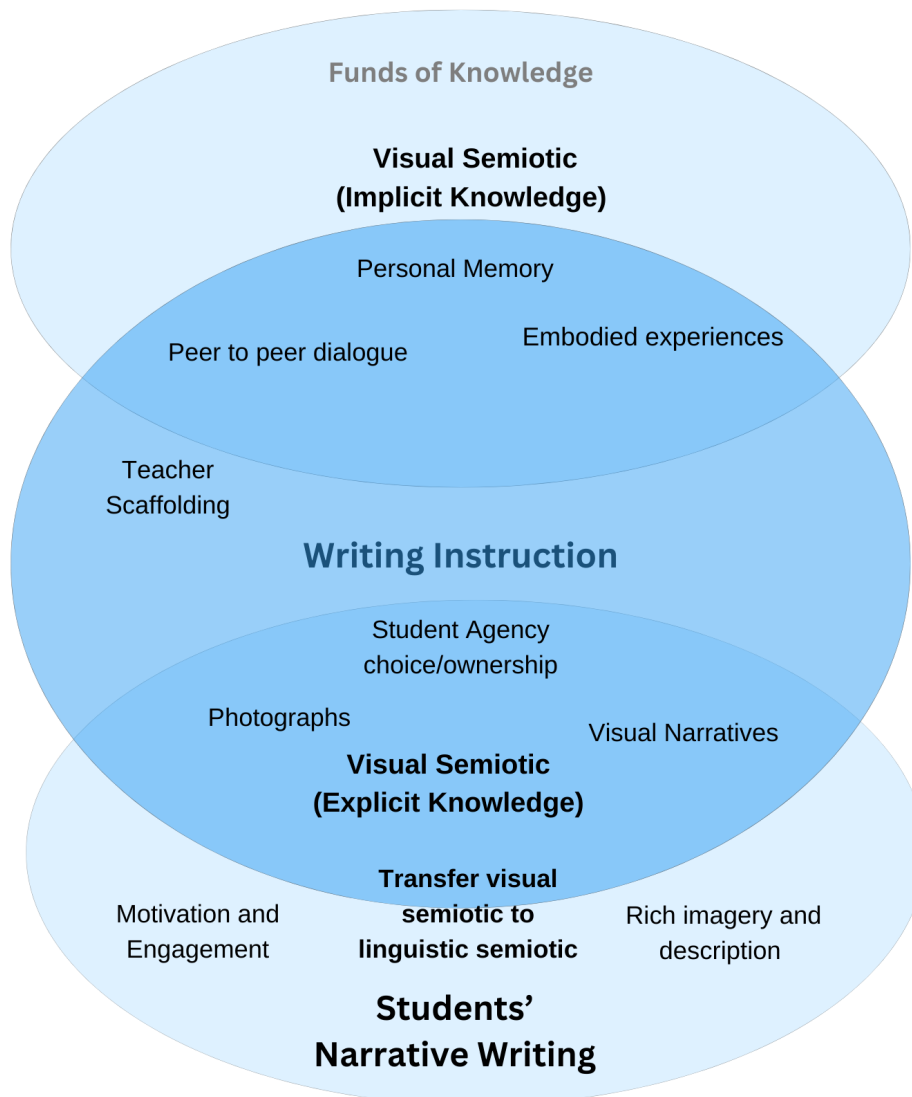 Funds of Knowledge
Visual Semiotic
(Implicit Knowledge)
Personal Memory
Peer to peer dialogue
Embodied experiences
Teacher
Scaffolding
Writing Instruction
Student Agency
choice/ownership
Photographs
Visual Narratives
Visual Semiotic
(Explicit Knowledge)
Transfer visual
semiotic to
linguistic semiotic
Motivation and
Engagement
Rich imagery and
description
Students’
Narrative Writing